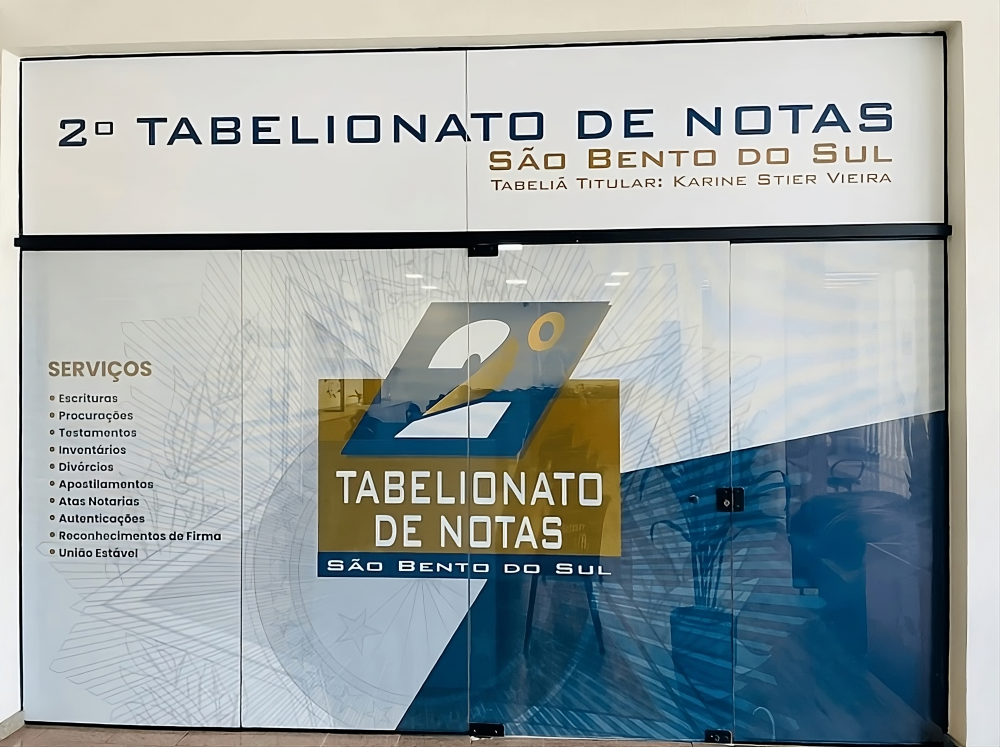 2º TABELIONATO DE NOTAS
SÃO BENTO DO SUL
TABELIÃ TITULAR: KARINE STIER VIEIRA
SERVIÇOS
Escrituras
Procurações
Testamentos
Inventários
Divórcios
Apostilamentos
Atas Notarias
Autenticações
Reconhecimentos de Firma
União Estável
2º
TABELIONATO
DE NOTAS
SÃO BENTO DO SUL